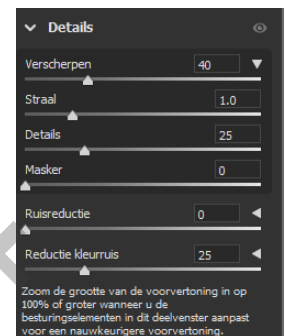 Details
Verscherpen 40
Straal 1.0
Details 25
Masker 0
Ruisreductie 0
Reductie kleurruis 25
Zoom de grootte van de voorvertoning in op
100% of groter wanneer u de
besturingselementen in dit deelvenster aanpast
voor een nauwkeurigere voorvertoning.